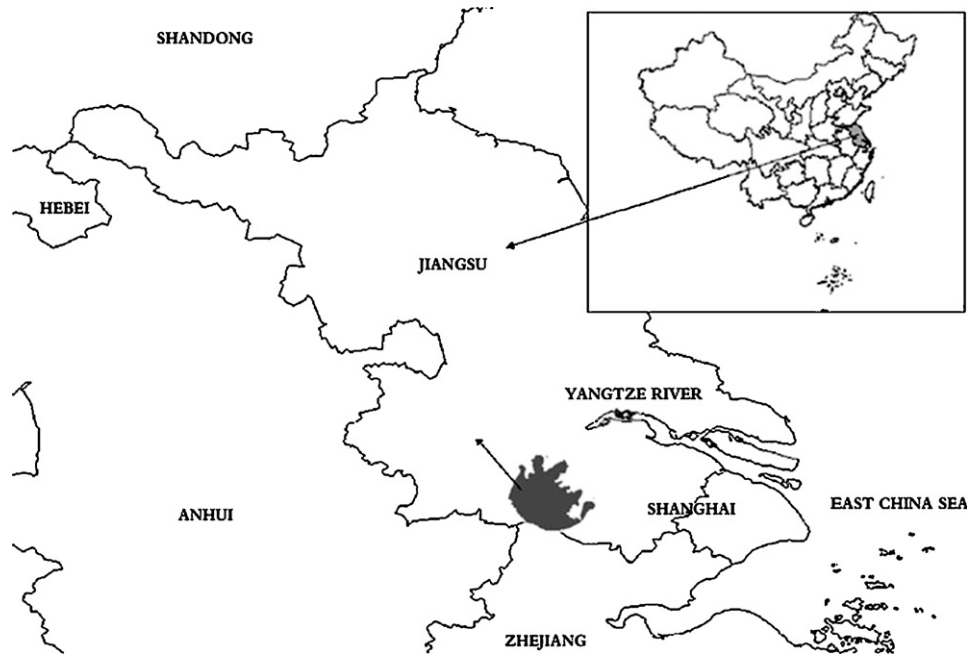 SHANDONG
HEBEI
JIANGSU
YANGTZE RIVER
ANHUI
SHANGHAI
EAST CHINA SEA
ZHEJIANG